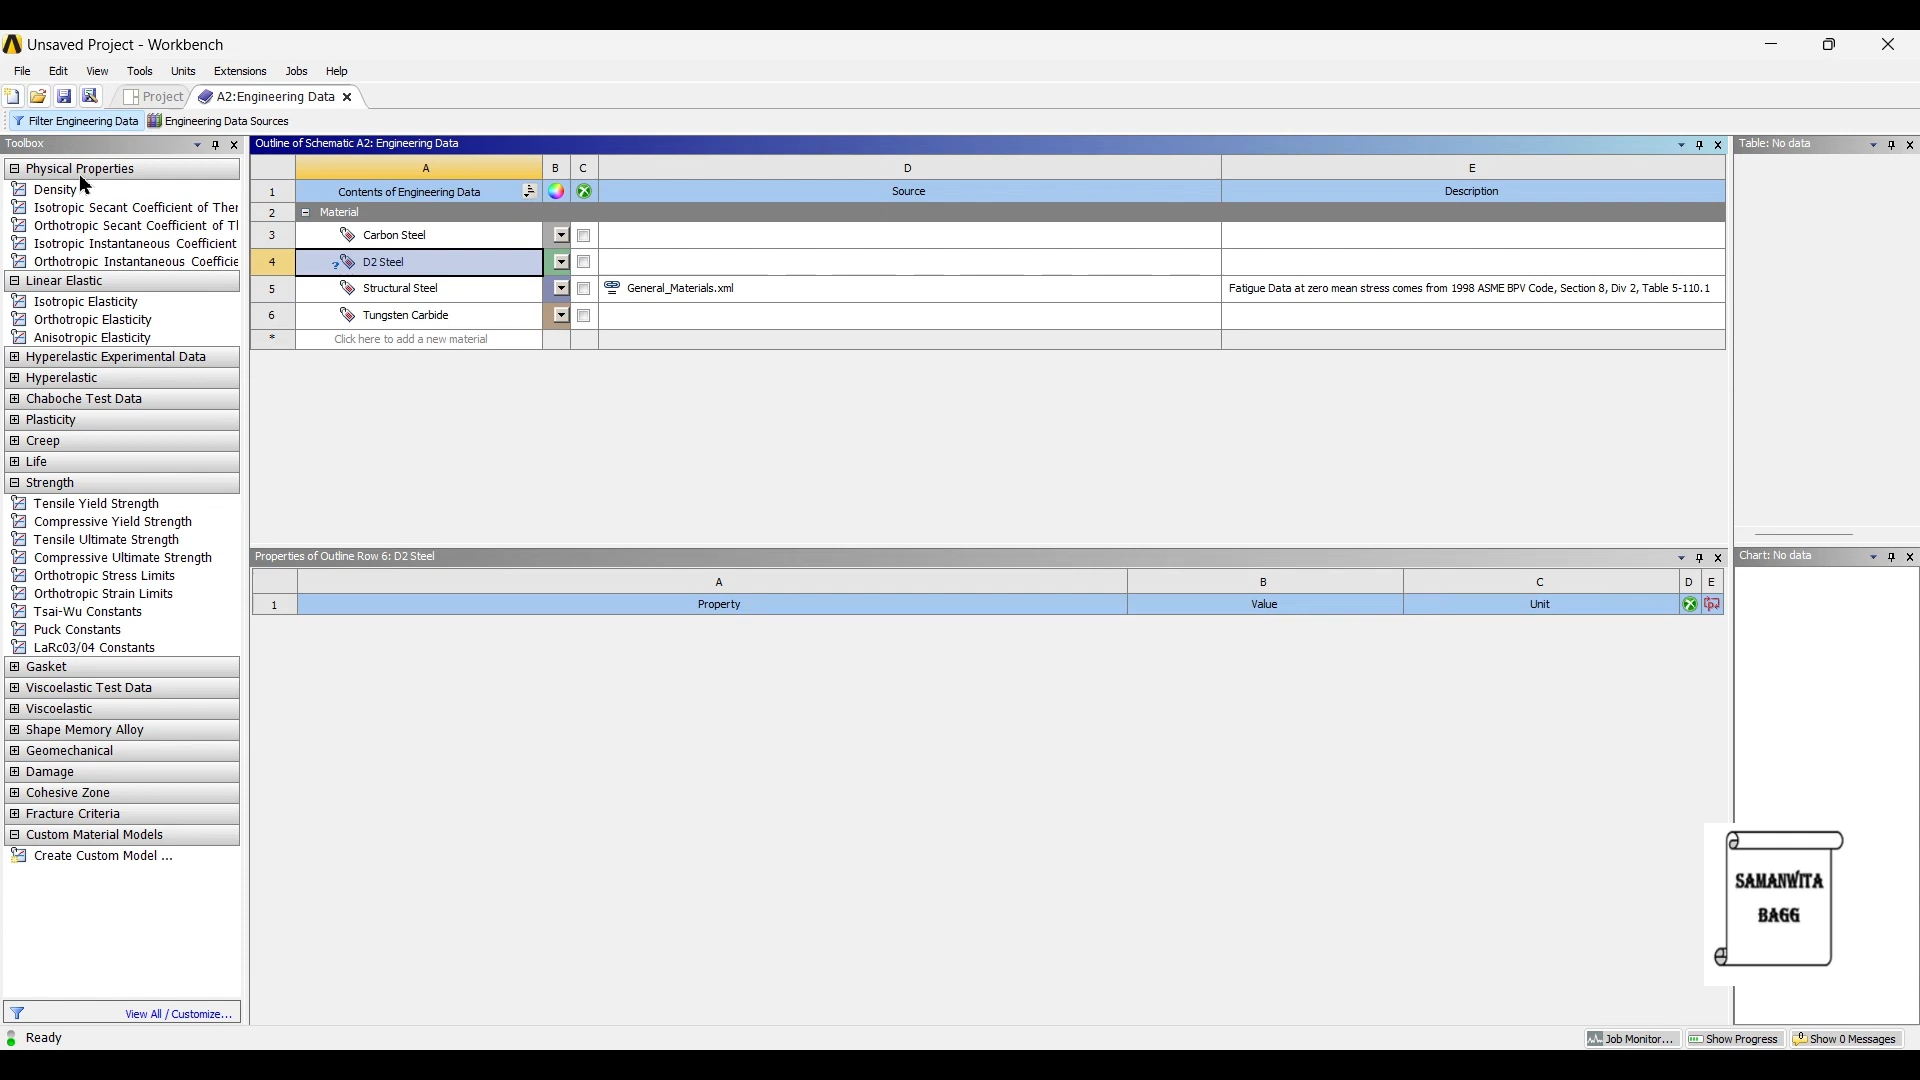 Unsaved Project - Workbench
File Edit View Tools Units Extensions Jobs Help
Project A2:Engineering Data
Filter Engineering Data Engineering Data Sources
Toolbox
Physical Properties
Density
Isotropic Secant Coefficient of Ther
Orthotropic Secant Coefficient of Tl
Isotropic Instantaneous Coefficient
Orthotropic Instantaneous Coefficie
Linear Elastic
Isotropic Elasticity
Orthotropic Elasticity
Anisotropic Elasticity
Hyperelastic Experimental Data
Hyperelastic
Chaboche Test Data
Plasticity
Creep
Life
Strength
Tensile Yield Strength
Compressive Yield Strength
Tensile Ultimate Strength
Compressive Ultimate Strength
Orthotropic Stress Limits
Orthotropic Strain Limits
Tsai-Wu Constants
Puck Constants
LaRc03/04 Constants
Gasket
Viscoelastic Test Data
Viscoelastic
Shape Memory Alloy
Geomechanical
Damage
Cohesive Zone
Fracture Criteria
Custom Material Models
Create Custom Model ...
View All / Customize...
Outline of Schematic A2: Engineering Data
A B C D E
1 Contents of Engineering Data Source Description
2 Material
3 Carbon Steel
4 ? D2 Steel
5 Structural Steel General_Materials.xml Fatigue Data at zero mean stress comes from 1998 ASME BPV Code, Section 8, Div 2, Table 5-110.1
6 Tungsten Carbide
* Click here to add a new material
Properties of Outline Row 6: D2 Steel
A B C D E
1 Property Value Unit
Table: No data
Chart: No data
SAMANWITA
BAGG
Ready
Job Monitor... Show Progress Show 0 Messages